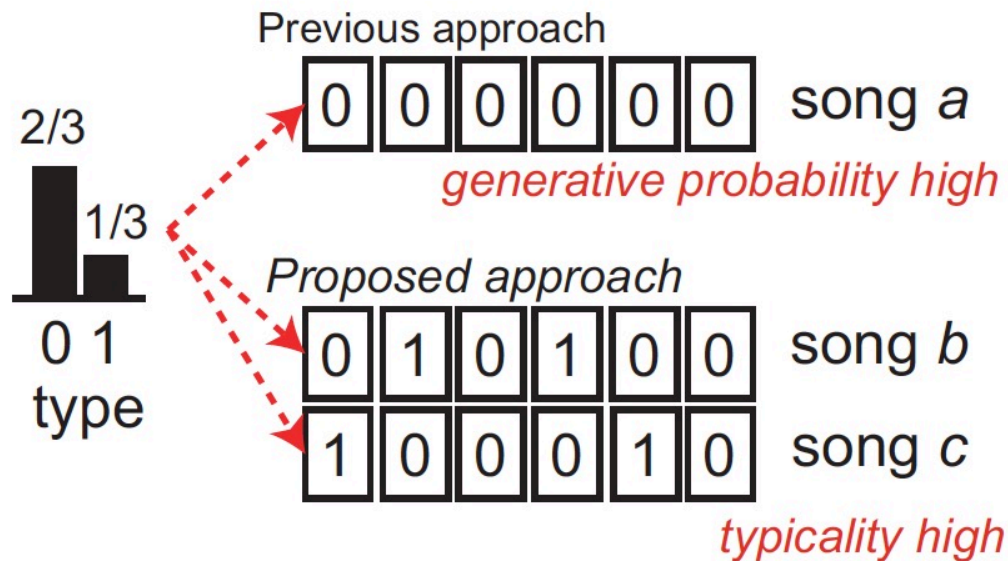 Previous approach
0 0 0 0 0 0 song a
generative probability high
2/3
1/3
0 1
type
Proposed approach
0 1 0 1 0 0 song b
1 0 0 0 1 0 song c
typicality high